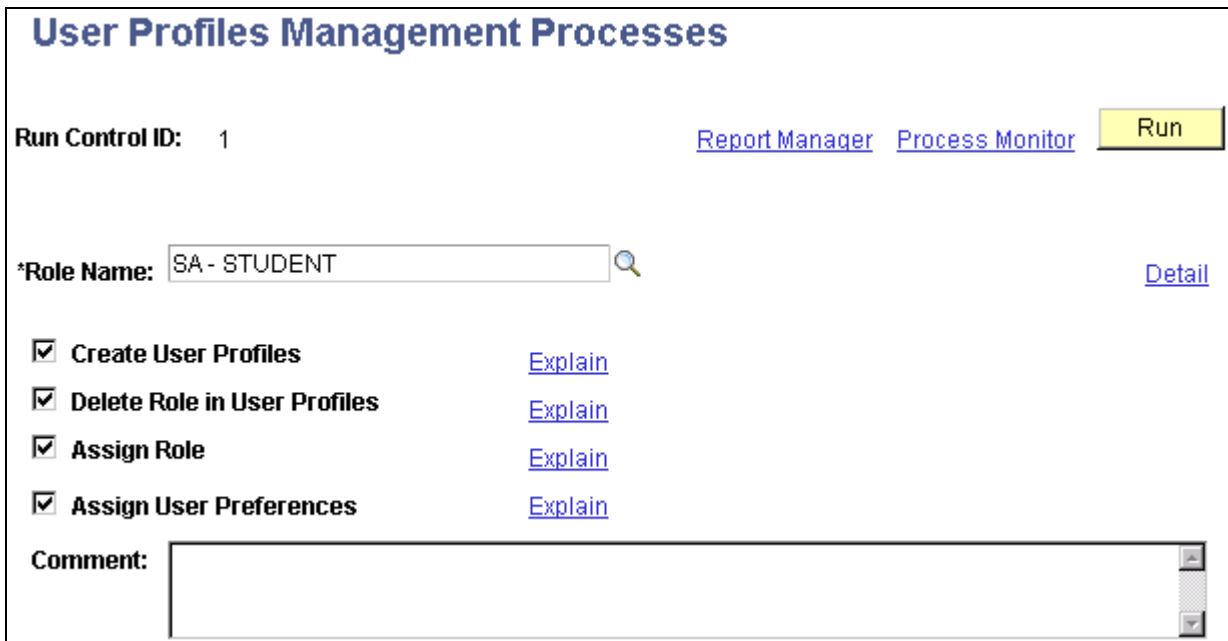 User Profiles Management Processes
Run Control ID: 1 Report Manager Process Monitor Run
*Role Name: SA - STUDENT Detail
Create User Profiles Explain
Delete Role in User Profiles Explain
Assign Role Explain
Assign User Preferences Explain
Comment: